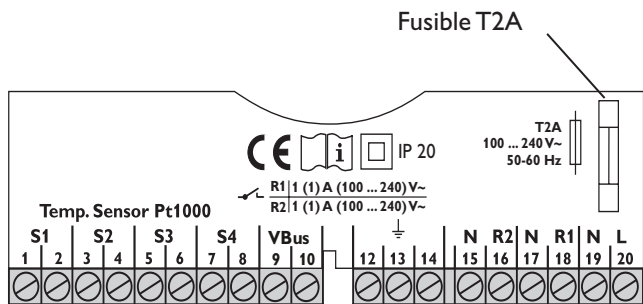 Fusible T2A
T2A
100 ... 240 V~
50-60 Hz
CE i IP 20
R1 1 (1) A (100 ... 240) V~
R2 1 (1) A (100 ... 240) V~
Temp. Sensor Pt1000
S1 S2 S3 S4 VBus N R2 N R1 N L
1 2 3 4 5 6 7 8 9 10 12 13 14 15 16 17 18 19 20